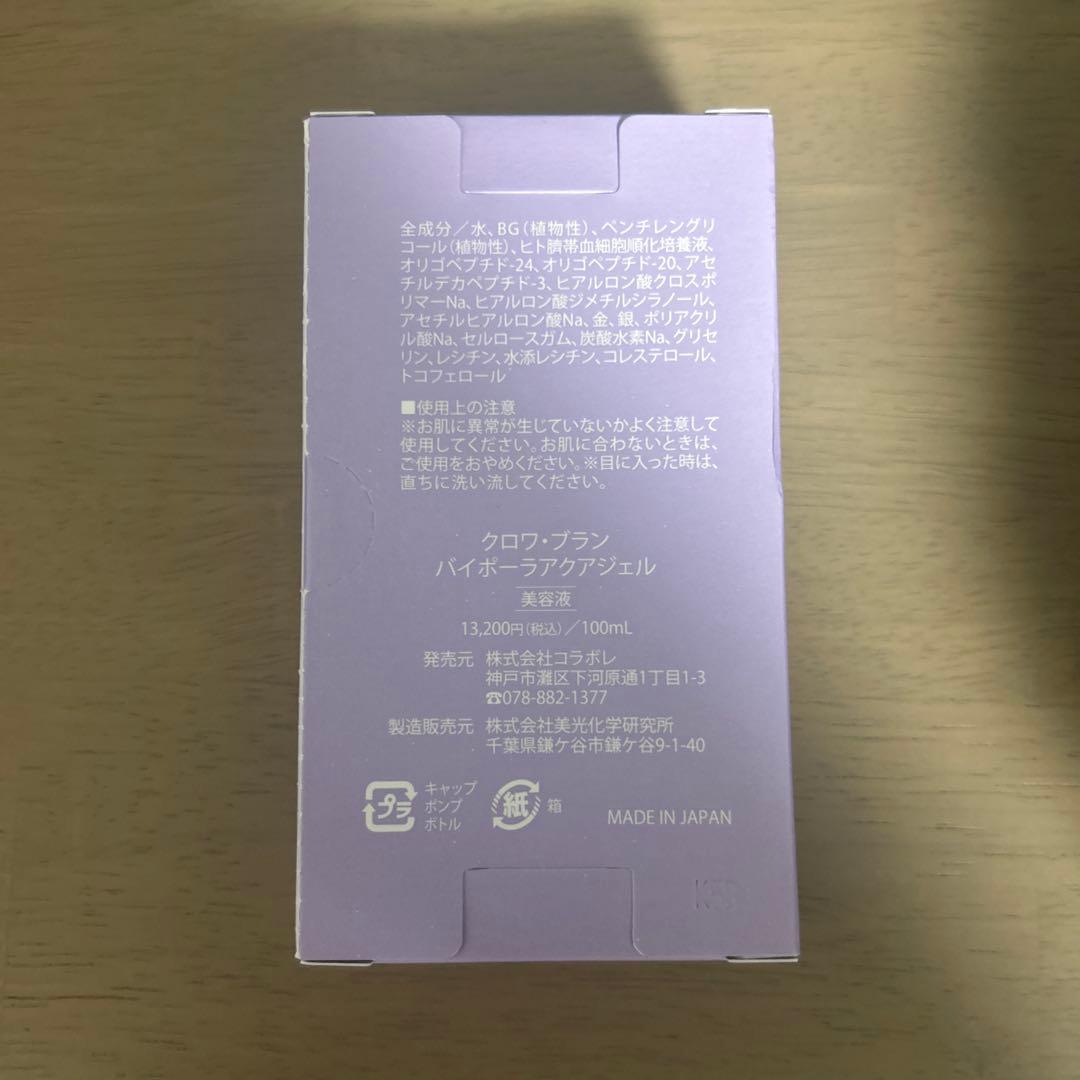 全成分／水、BG（植物性）、ペンチレングリ
コール（植物性）、ヒト臍帯血細胞順化培養液、
オリゴペプチド-24、オリゴペプチド-20、アセ
チルデカペプチド-3、ヒアルロン酸クロスポ
リマーNa、ヒアルロン酸ジメチルシラノール、
アセチルヒアルロン酸Na、金、銀、ポリアクリ
ル酸Na、セルロースガム、炭酸水素Na、グリセ
リン、レシチン、水添レシチン、コレステロール、
トコフェロール
■使用上の注意
※お肌に異常が生じていないかよく注意して
使用してください。お肌に合わないときは、
ご使用をおやめください。※目に入った時は、
直ちに洗い流してください。
クロワ・ブラン
バイポーラアクアジェル
美容液
13,200円（税込）／100mL
発売元 株式会社コラボレ
神戸市灘区下河原通1丁目1-3
☎078-882-1377
製造販売元 株式会社美光化学研究所
千葉県鎌ケ谷市鎌ケ谷9-1-40
プラ キャップ
ポンプ
ボトル
紙 箱
MADE IN JAPAN